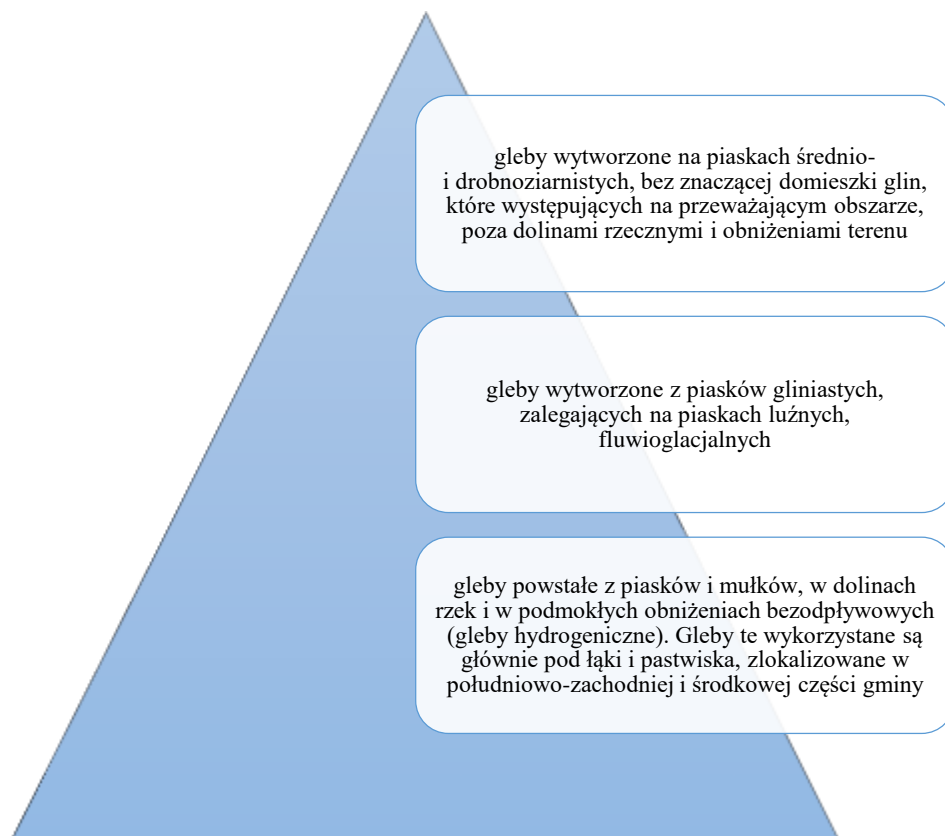 gleby wytworzone na piaskach średnio-
i drobnoziarnistych, bez znaczącej domieszki glin,
które występujących na przeważającym obszarze,
poza dolinami rzecznymi i obniżeniami terenu
gleby wytworzone z piasków gliniastych,
zalegających na piaskach luźnych,
fluwioglacjalnych
gleby powstałe z piasków i mułków, w dolinach
rzek i w podmokłych obniżeniach bezodpływowych
(gleby hydrogeniczne). Gleby te wykorzystane są
głównie pod łąki i pastwiska, zlokalizowane w
południowo-zachodniej i środkowej części gminy